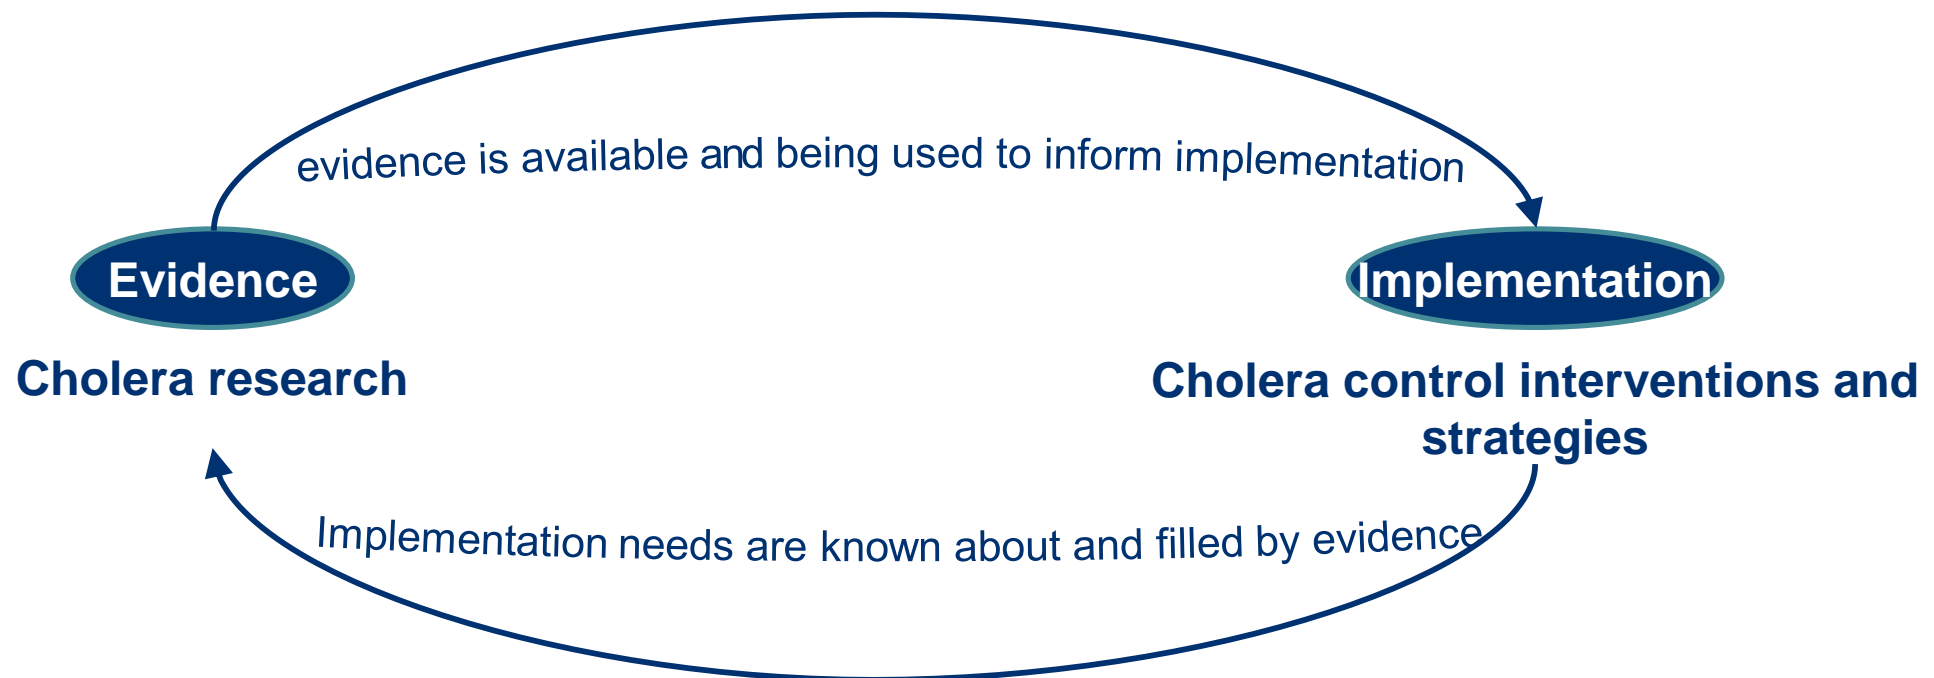 evidence is available and being used to inform implementation
Evidence
Implementation
Cholera research
Cholera control interventions and
strategies
Implementation needs are known about and filled by evidence